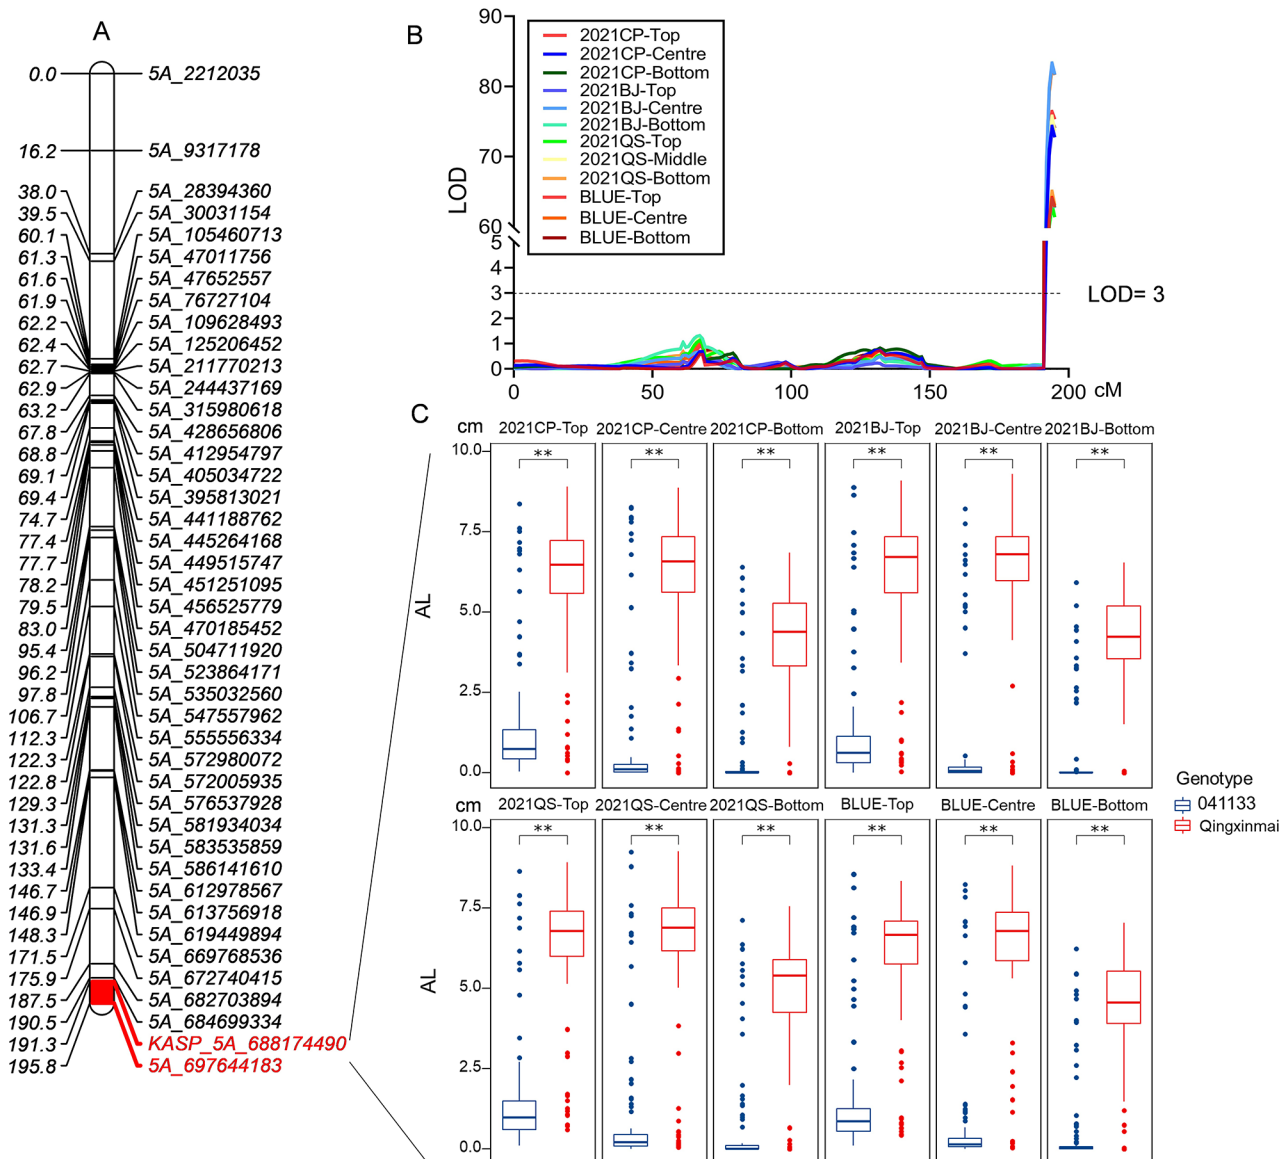 A
0.0 5A_2212035
16.2 5A_9317178
38.0 5A_28394360
39.5 5A_30031154
60.1 5A_105460713
61.3 5A_47011756
61.6 5A_47652557
61.9 5A_76727104
62.2 5A_109628493
62.4 5A_125206452
62.7 5A_211770213
62.9 5A_244437169
63.2 5A_315980618
67.8 5A_428656806
68.8 5A_412954797
69.1 5A_405034722
69.4 5A_395813021
74.7 5A_441188762
77.4 5A_445264168
77.7 5A_449515747
78.2 5A_451251095
79.5 5A_456525779
83.0 5A_470185452
95.4 5A_504711920
96.2 5A_523864171
97.8 5A_535032560
106.7 5A_547557962
112.3 5A_555556334
122.3 5A_572980072
122.8 5A_572005935
129.3 5A_576537928
131.3 5A_581934034
131.6 5A_583535859
133.4 5A_586141610
146.7 5A_612978567
146.9 5A_613756918
148.3 5A_619449894
171.5 5A_669768536
175.9 5A_672740415
187.5 5A_682703894
190.5 5A_684699334
191.3 KASP_5A_688174490
195.8 5A_697644183
B
LOD
90
80
70
60
5
4
3
2
1
0
2021CP-Top
2021CP-Centre
2021CP-Bottom
2021BJ-Top
2021BJ-Centre
2021BJ-Bottom
2021QS-Top
2021QS-Middle
2021QS-Bottom
BLUE-Top
BLUE-Centre
BLUE-Bottom
LOD= 3
0 50 100 150 200 cM
C
cm 2021CP-Top 2021CP-Centre 2021CP-Bottom 2021BJ-Top 2021BJ-Centre 2021BJ-Bottom
** ** ** ** ** **
AL
10.0
7.5
5.0
2.5
0.0
cm 2021QS-Top 2021QS-Centre 2021QS-Bottom BLUE-Top BLUE-Centre BLUE-Bottom
** ** ** ** ** **
AL
10.0
7.5
5.0
2.5
0.0
Genotype
041133
Qingxinmai